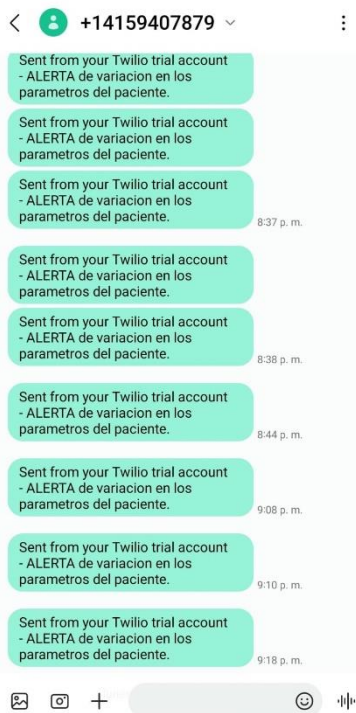 +14159407879
Sent from your Twilio trial account
- ALERTA de variacion en los
parametros del paciente.
Sent from your Twilio trial account
- ALERTA de variacion en los
parametros del paciente.
Sent from your Twilio trial account
- ALERTA de variacion en los
parametros del paciente.
8:37 p. m.
Sent from your Twilio trial account
- ALERTA de variacion en los
parametros del paciente.
Sent from your Twilio trial account
- ALERTA de variacion en los
parametros del paciente.
8:38 p. m.
Sent from your Twilio trial account
- ALERTA de variacion en los
parametros del paciente.
8:44 p. m.
Sent from your Twilio trial account
- ALERTA de variacion en los
parametros del paciente.
9:08 p. m.
Sent from your Twilio trial account
- ALERTA de variacion en los
parametros del paciente.
9:10 p. m.
Sent from your Twilio trial account
- ALERTA de variacion en los
parametros del paciente.
9:18 p. m.